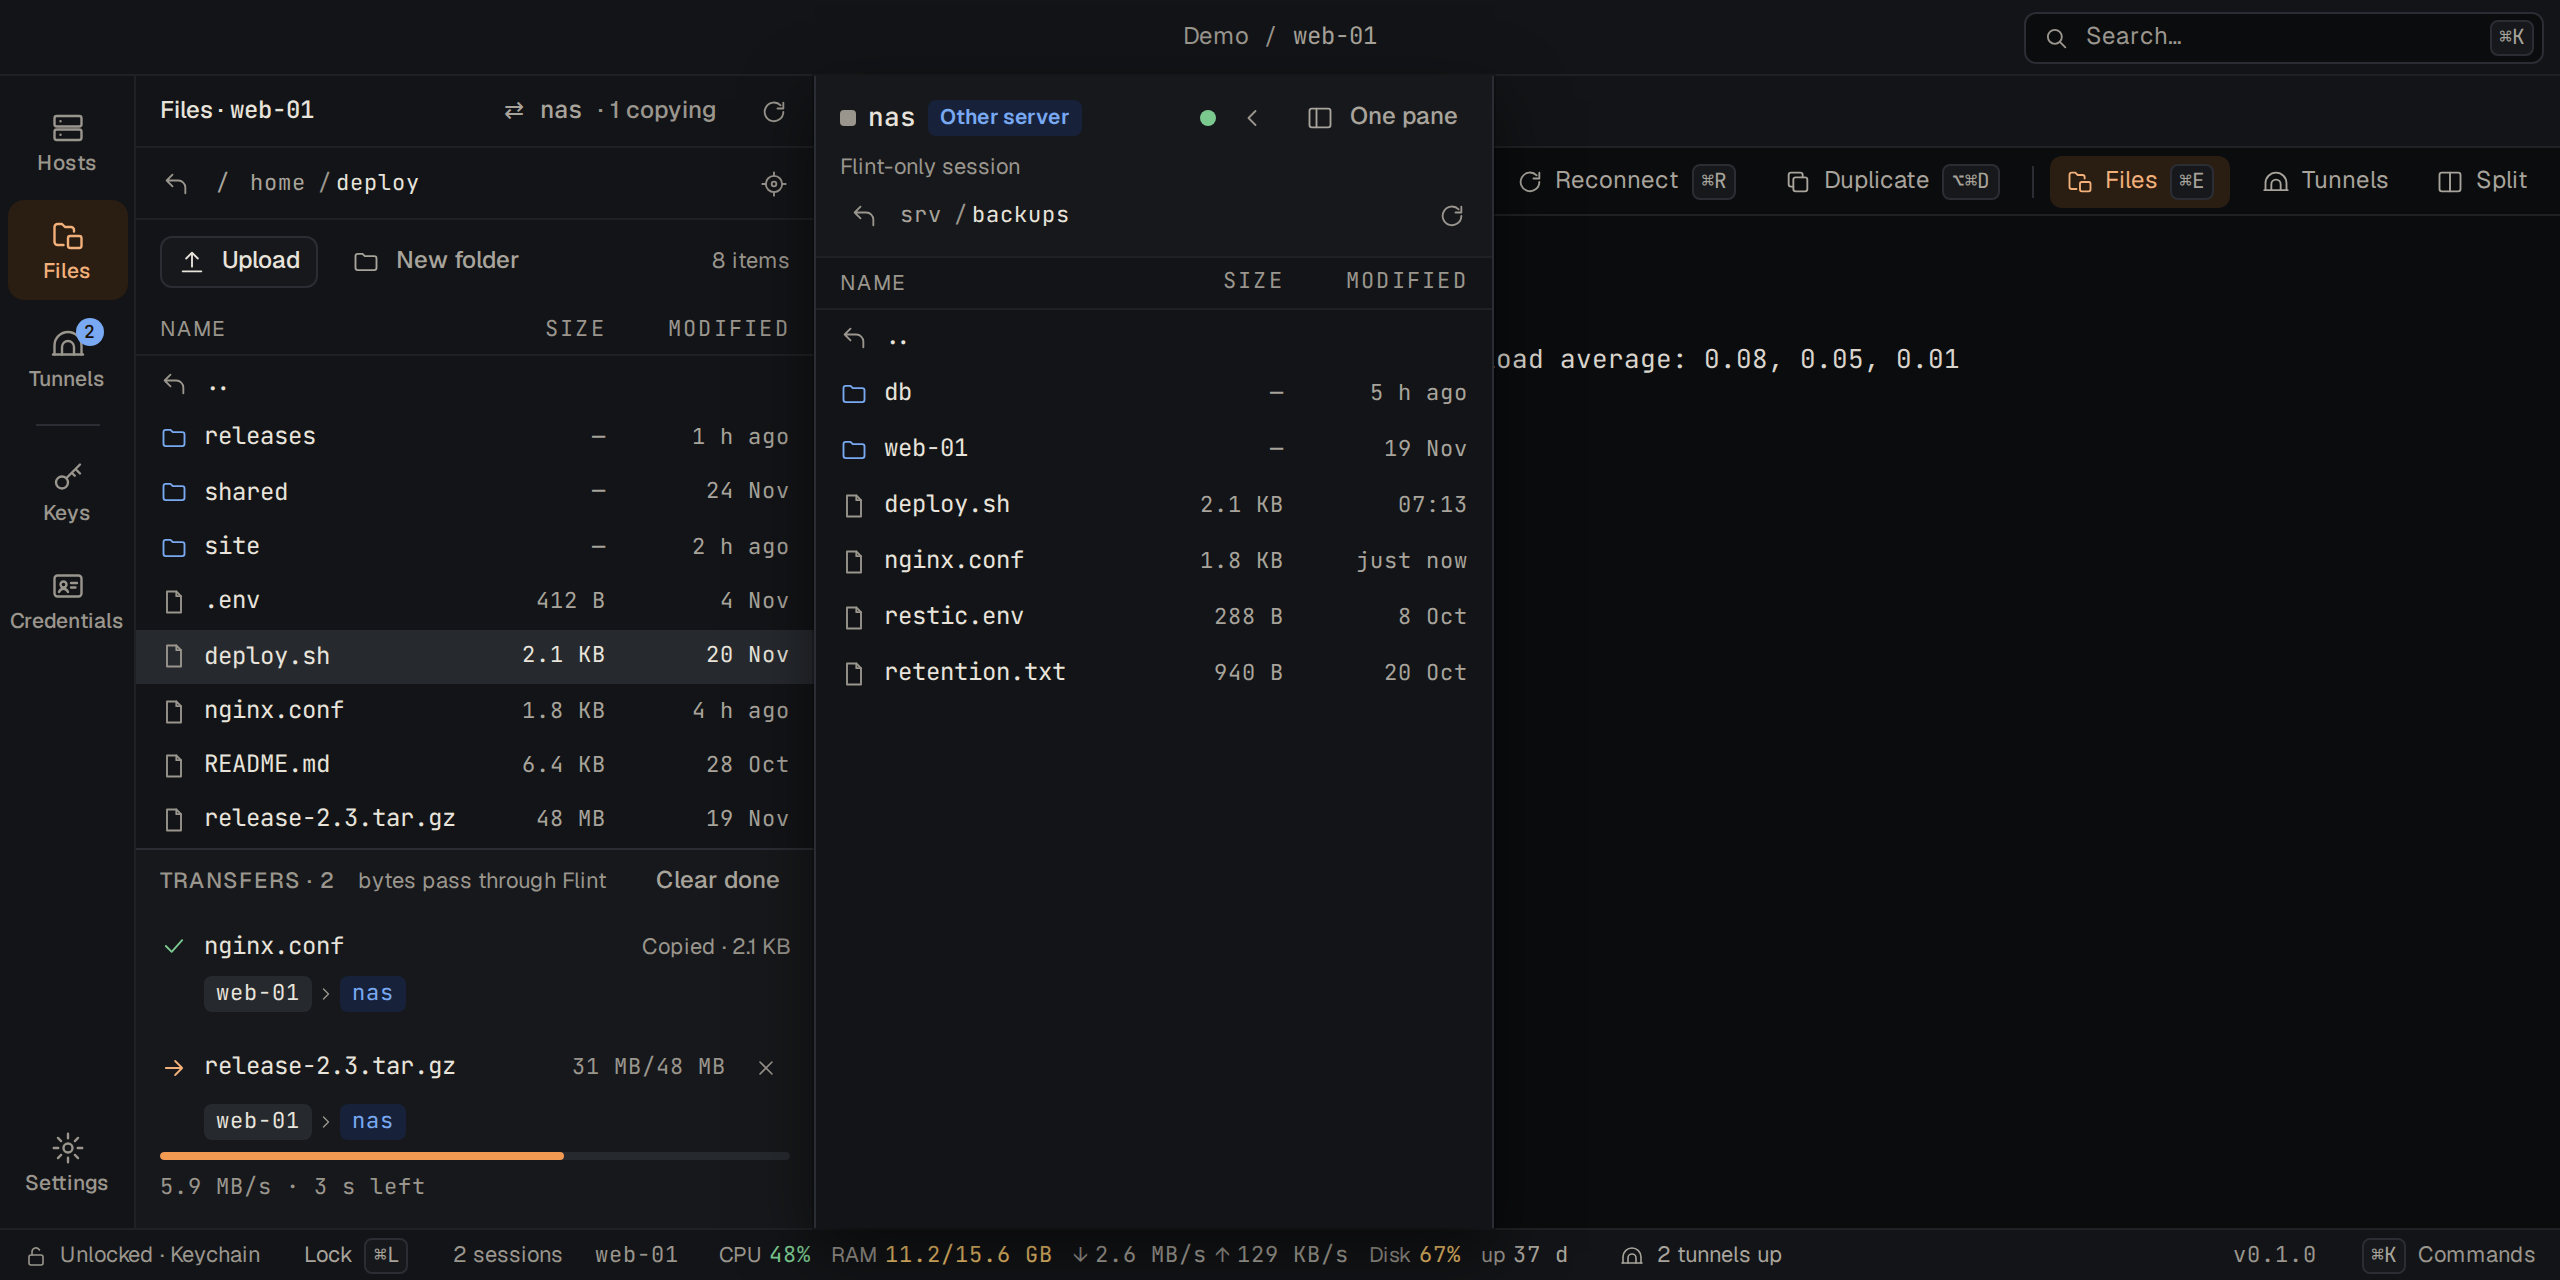 Demo / web-01
Search… ⌘K
Hosts
Files
2
Tunnels
Keys
Credentials
Settings
Files · web-01
nas · 1 copying
/ home / deploy
Upload
New folder
8 items
NAME SIZE MODIFIED
..
releases — 1 h ago
shared — 24 Nov
site — 2 h ago
.env 412 B 4 Nov
deploy.sh 2.1 KB 20 Nov
nginx.conf 1.8 KB 4 h ago
README.md 6.4 KB 28 Oct
release-2.3.tar.gz 48 MB 19 Nov
TRANSFERS · 2 bytes pass through Flint Clear done
nginx.conf Copied · 2.1 KB
web-01 › nas
release-2.3.tar.gz 31 MB/48 MB
web-01 › nas
5.9 MB/s · 3 s left
nas Other server
One pane
Flint-only session
srv / backups
NAME SIZE MODIFIED
..
db — 5 h ago
web-01 — 19 Nov
deploy.sh 2.1 KB 07:13
nginx.conf 1.8 KB just now
restic.env 288 B 8 Oct
retention.txt 940 B 20 Oct
Reconnect ⌘R Duplicate ⌥⌘D Files ⌘E Tunnels Split
oad average: 0.08, 0.05, 0.01
Unlocked · Keychain Lock ⌘L 2 sessions web-01 CPU 48% RAM 11.2/15.6 GB ↓ 2.6 MB/s ↑ 129 KB/s Disk 67% up 37 d 2 tunnels up v0.1.0 ⌘K Commands